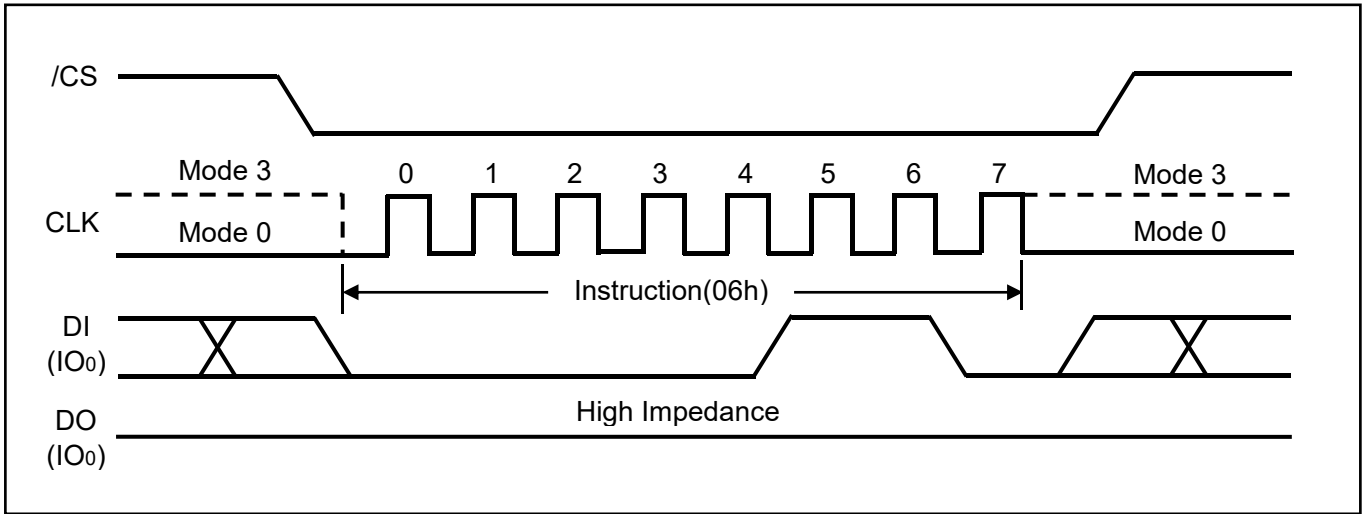 /CS
Mode 3 0 1 2 3 4 5 6 7 Mode 3
CLK
Mode 0 Mode 0
Instruction(06h)
DI
(IO0)
High Impedance
DO
(IO0)